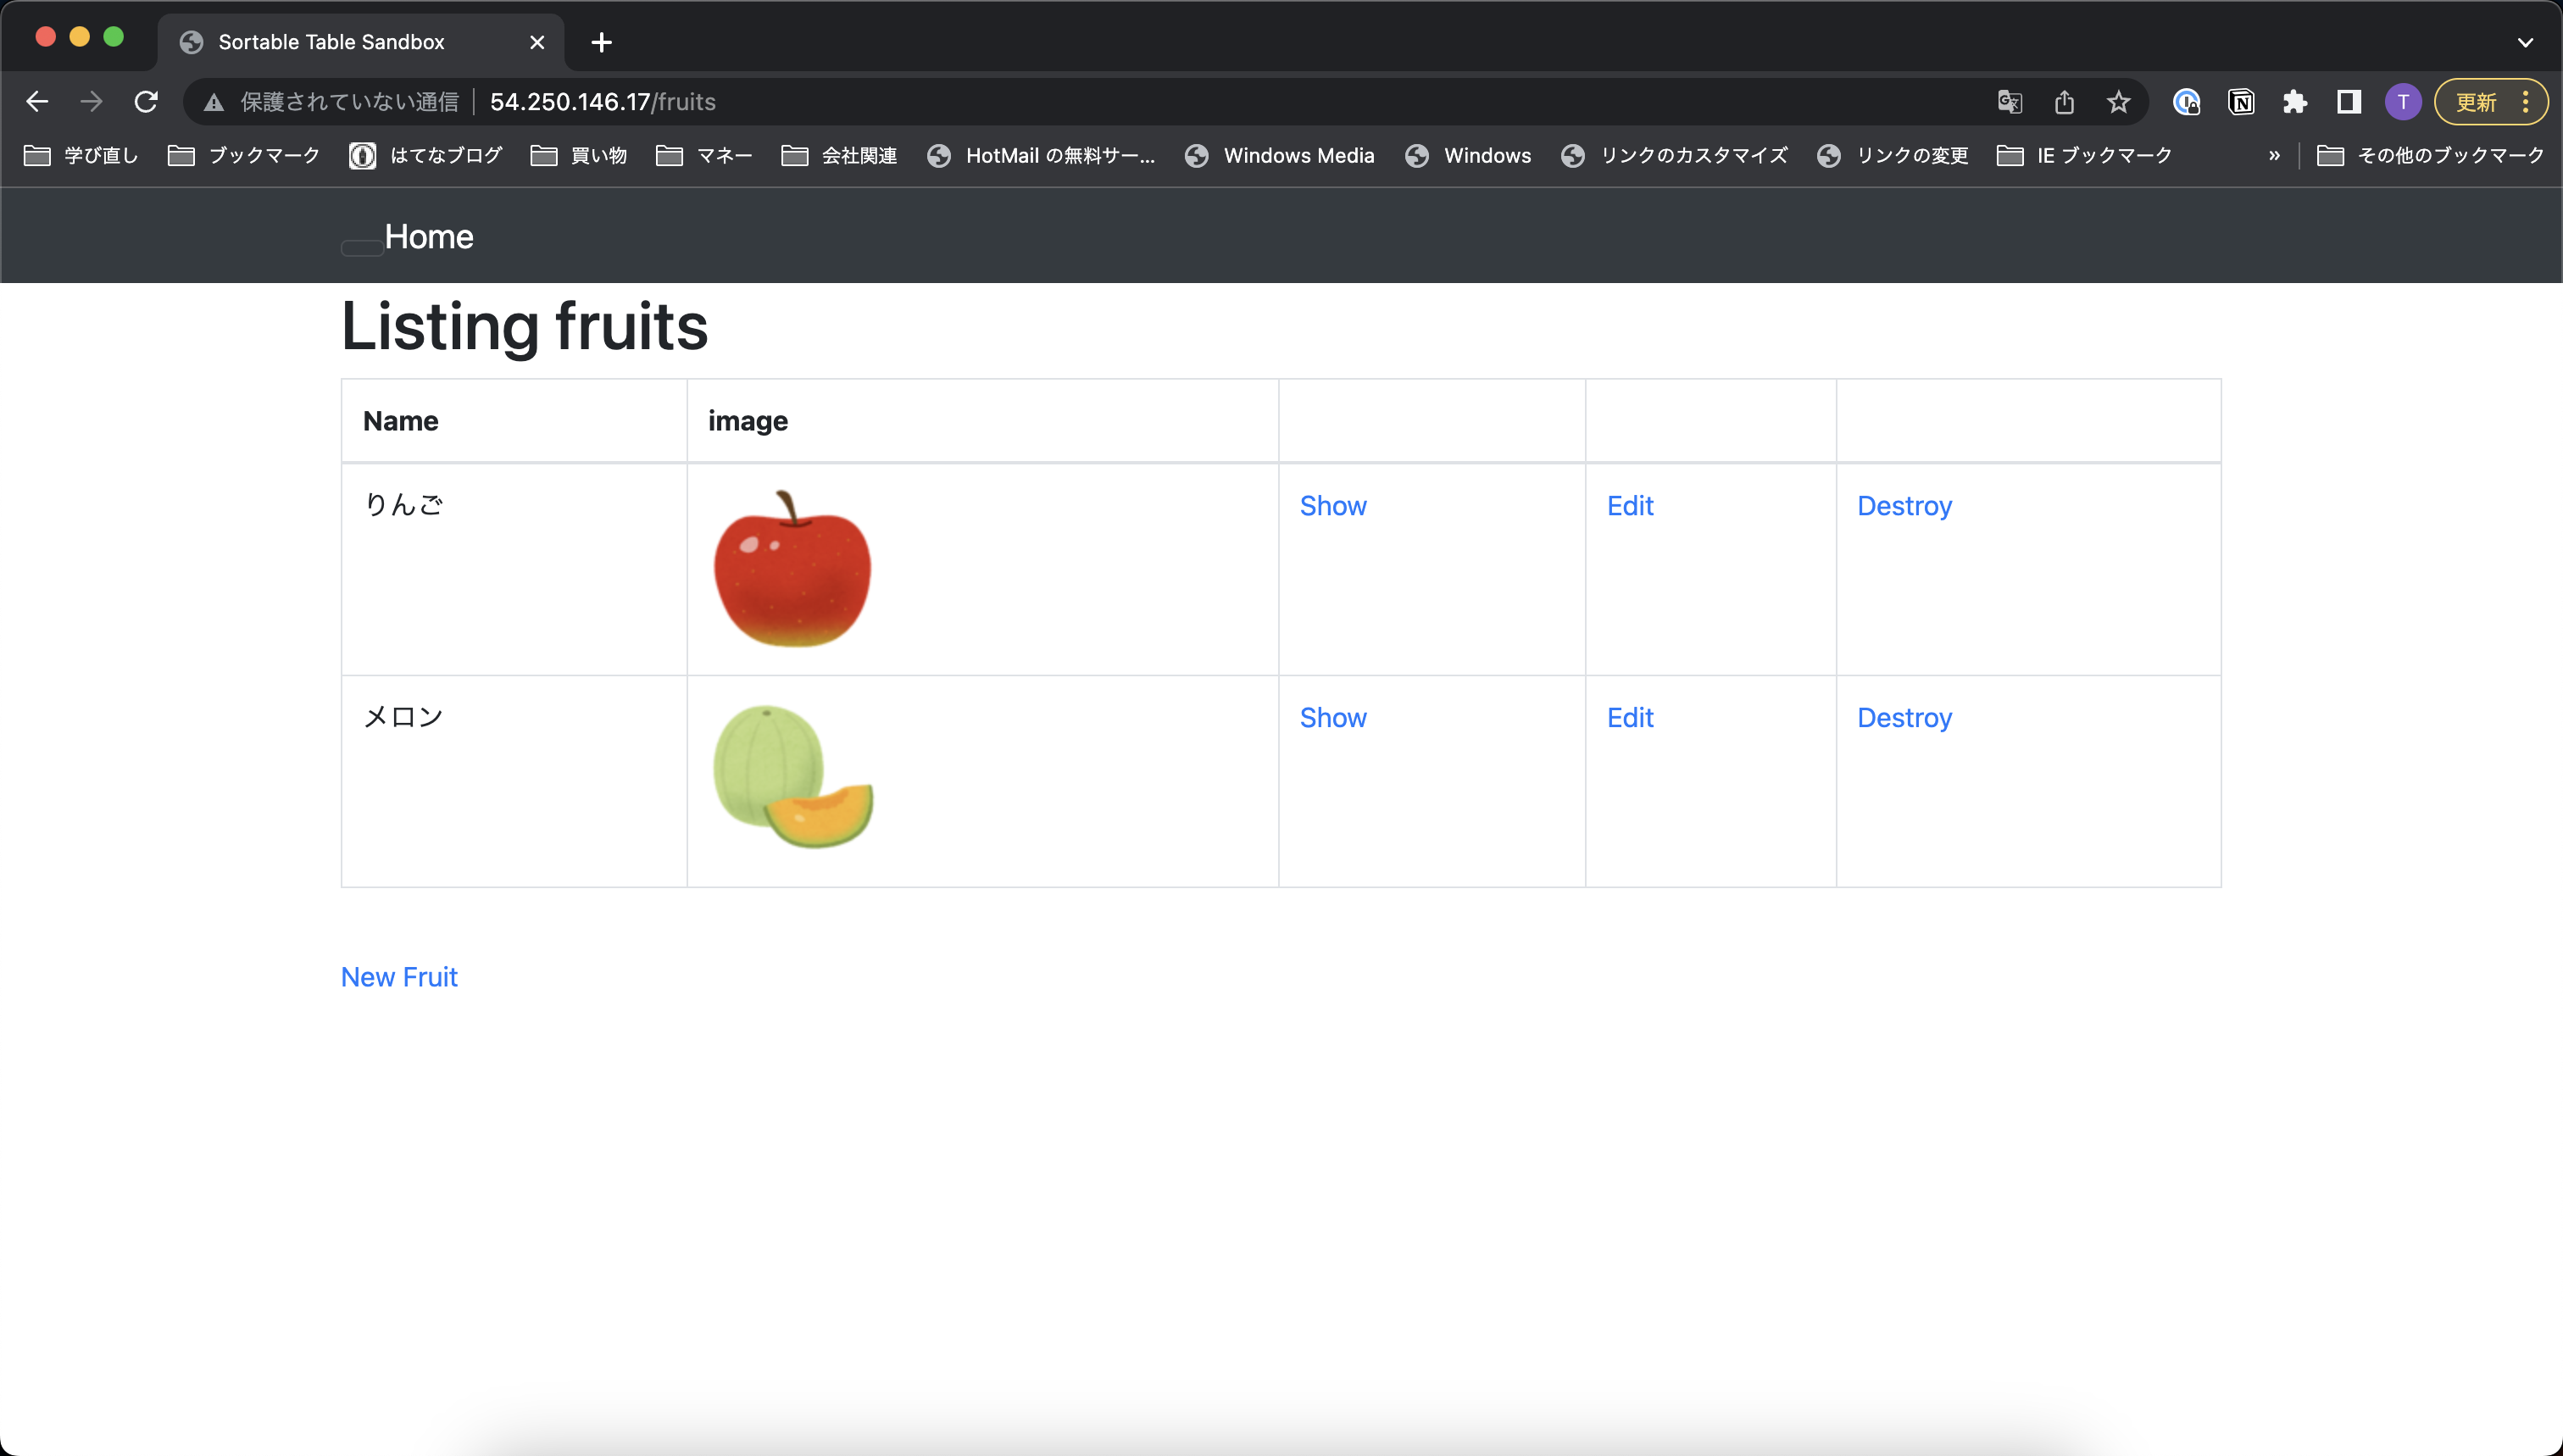 Sortable Table Sandbox
保護されていない通信 54.250.146.17/fruits T 更新
学び直し ブックマーク はてなブログ 買い物 マネー 会社関連 HotMail の無料サー... Windows Media Windows リンクのカスタマイズ リンクの変更 IE ブックマーク » その他のブックマーク
Home
Listing fruits
Name image
りんご Show Edit Destroy
メロン Show Edit Destroy
New Fruit